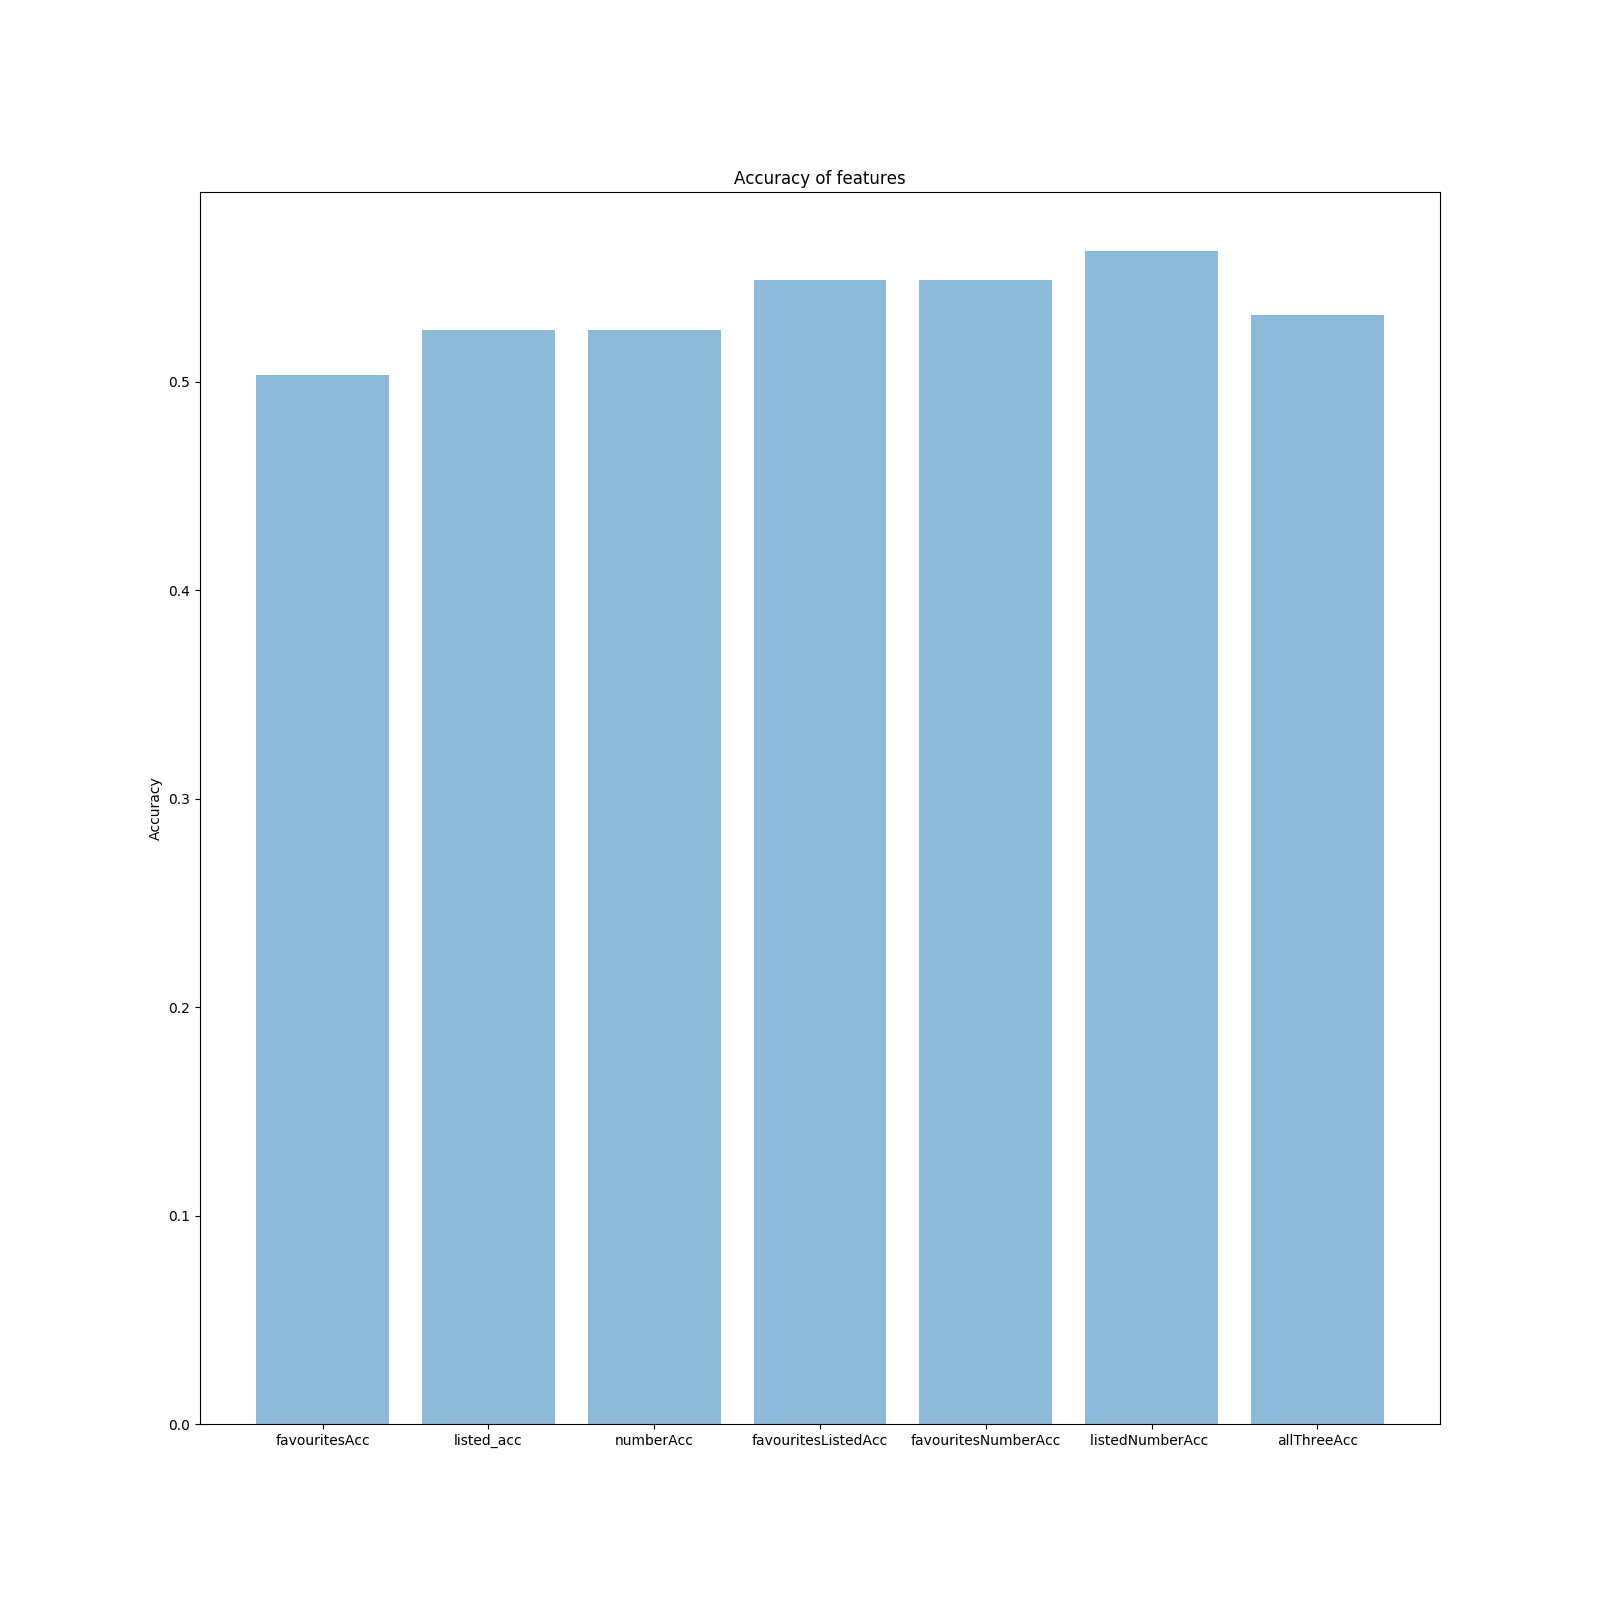 Accuracy of features
Accuracy
0.5
0.4
0.3
0.2
0.1
0.0
favouritesAcc listed_acc numberAcc favouritesListedAcc favouritesNumberAcc listedNumberAcc allThreeAcc